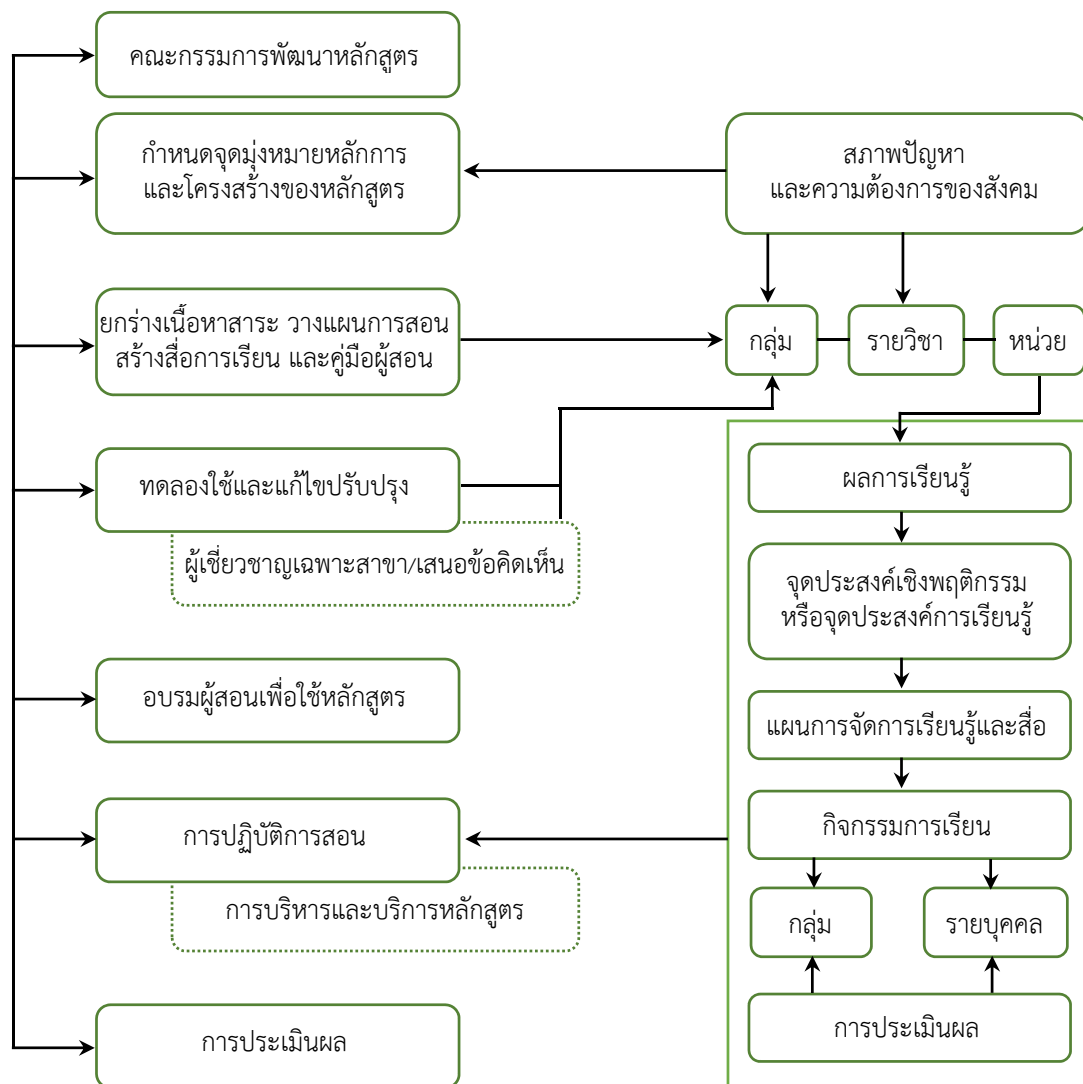 คณะกรรมการพัฒนาหลักสูตร
กำหนดจุดมุ่งหมายหลักการ
และโครงสร้างของหลักสูตร
สภาพปัญหา
และความต้องการของสังคม
ยกร่างเนื้อหาสาระ วางแผนการสอน
สร้างสื่อการเรียน และคู่มือผู้สอน
กลุ่ม
รายวิชา
หน่วย
ทดลองใช้และแก้ไขปรับปรุง
ผู้เชี่ยวชาญเฉพาะสาขา/เสนอข้อคิดเห็น
อบรมผู้สอนเพื่อใช้หลักสูตร
การปฏิบัติการสอน
การบริหารและบริการหลักสูตร
การประเมินผล
ผลการเรียนรู้
จุดประสงค์เชิงพฤติกรรม
หรือจุดประสงค์การเรียนรู้
แผนการจัดการเรียนรู้และสื่อ
กิจกรรมการเรียน
กลุ่ม
รายบุคคล
การประเมินผล